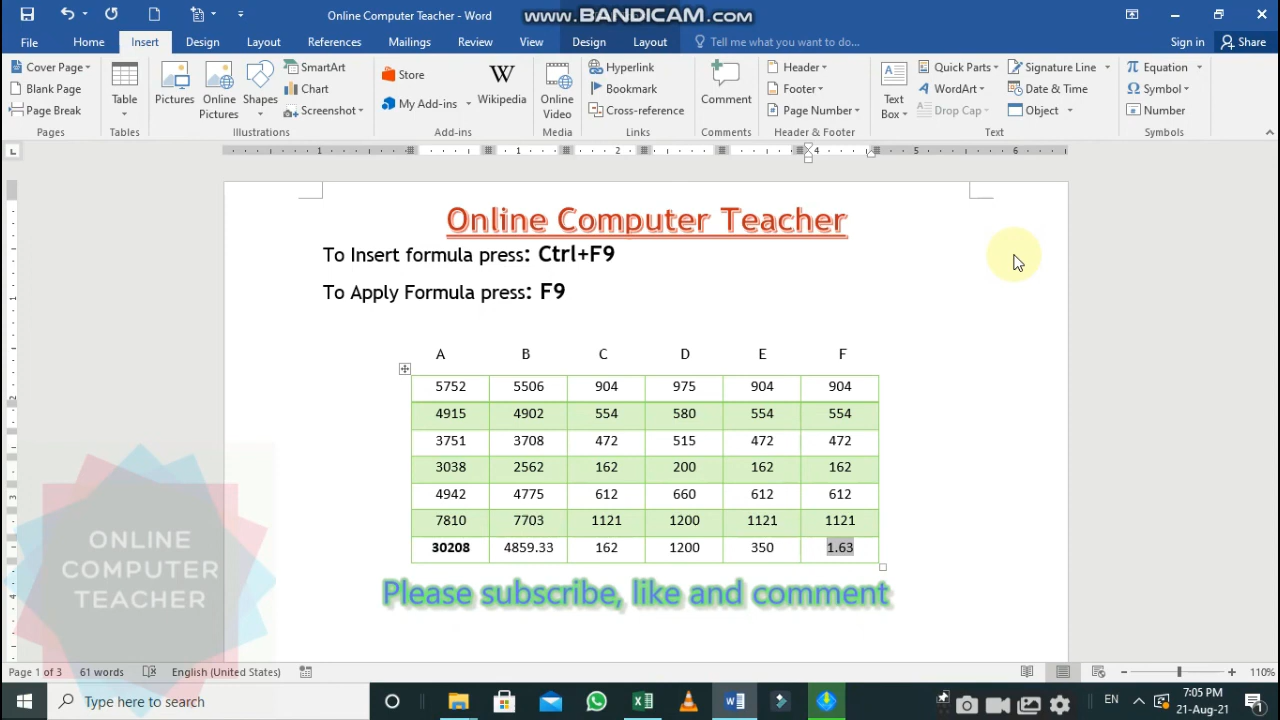 Online Computer Teacher - Word
www.BANDICAM.com
File Home Insert Design Layout References Mailings Review View Design Layout Tell me what you want to do... Sign in Share
Cover Page
Blank Page
Page Break
Pages
Table
Tables
Pictures
Online Pictures
Shapes
SmartArt
Chart
Screenshot
Illustrations
Store
My Add-ins
Wikipedia
Add-ins
Online Video
Media
Hyperlink
Bookmark
Cross-reference
Links
Comment
Comments
Header
Footer
Page Number
Header & Footer
Text Box
Quick Parts
WordArt
Drop Cap
Signature Line
Date & Time
Object
Text
Equation
Symbol
Number
Symbols
1 1 2 4 5 6
Online Computer Teacher
To Insert formula press: Ctrl+F9
To Apply Formula press: F9
A B C D E F
5752 5506 904 975 904 904
4915 4902 554 580 554 554
3751 3708 472 515 472 472
3038 2562 162 200 162 162
4942 4775 612 660 612 612
7810 7703 1121 1200 1121 1121
30208 4859.33 162 1200 350 1.63
Please subscribe, like and comment
ONLINE
COMPUTER
TEACHER
Page 1 of 3 61 words English (United States) 110%
Type here to search
EN
7:05 PM
21-Aug-21